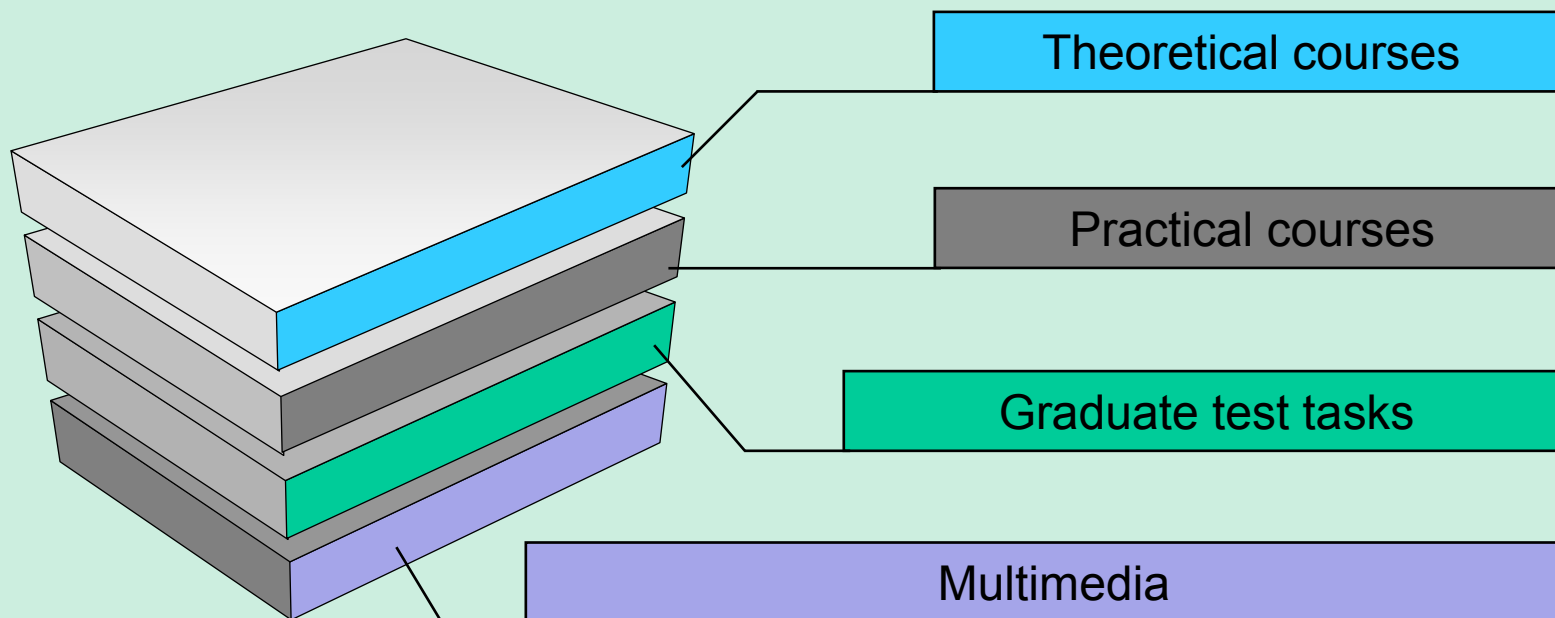 Theoretical courses
Practical courses
Graduate test tasks
Multimedia